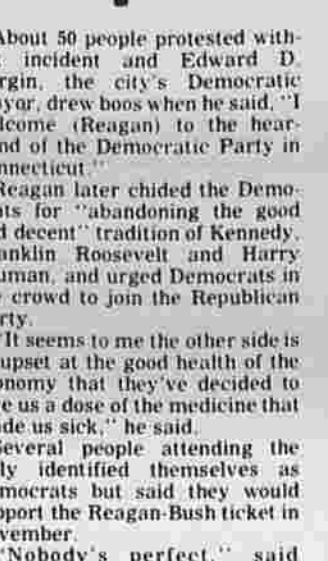 About 50 people protested with-
incident and Edward D.
rgin, the city's Democratic
yor, drew boos when he said, "I
lcome (Reagan) to the hear-
nd of the Democratic Party in
nnecticut."
Reagan later chided the Demo-
ts for "abandoning the good
d decent" tradition of Kennedy,
anklin Roosevelt and Harry
uman, and urged Democrats in
crowd to join the Republican
rty.
"It seems to me the other side is
upset at the good health of the
onomy that they've decided to
e us a dose of the medicine that
de us sick," he said.
Several people attending the
ly identified themselves as
mocrats but said they would
pport the Reagan-Bush ticket in
vember.
"Nobody's perfect," said